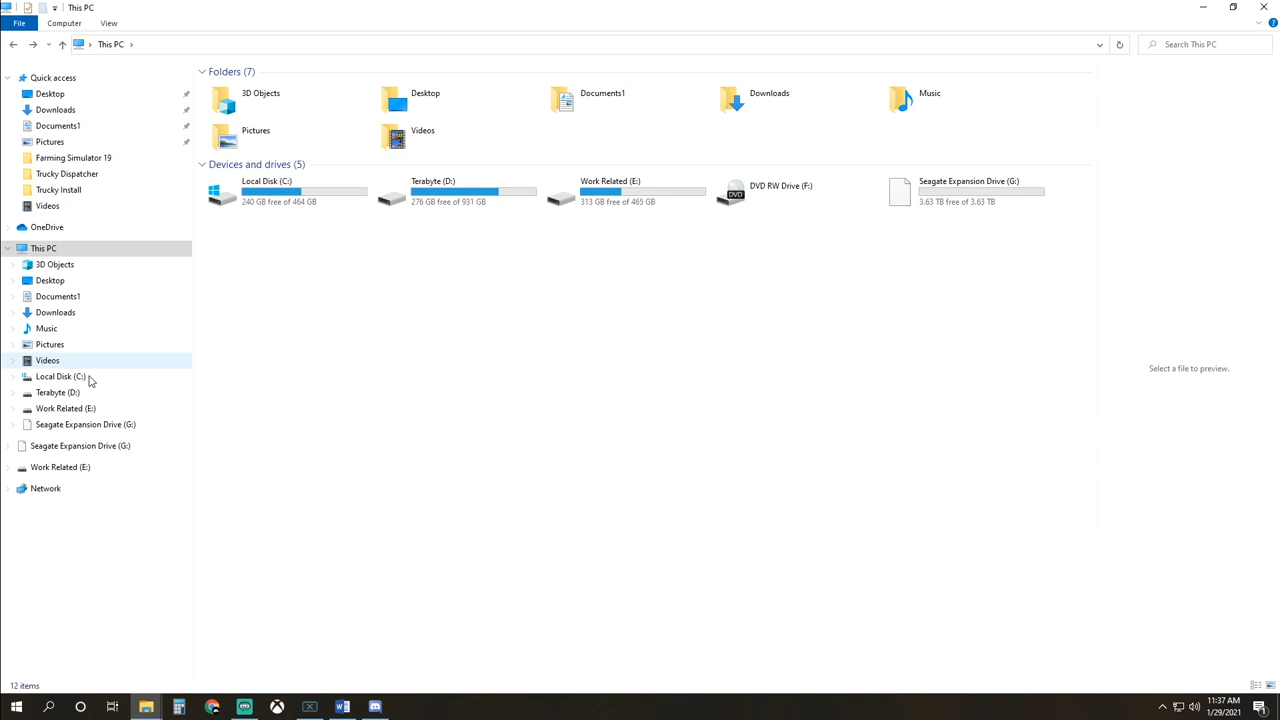 This PC
File Computer View
This PC
Search This PC
Quick access
Desktop
Downloads
Documents1
Pictures
Farming Simulator 19
Trucky Dispatcher
Trucky Install
Videos
OneDrive
This PC
3D Objects
Desktop
Documents1
Downloads
Music
Pictures
Videos
Local Disk (C:)
Terabyte (D:)
Work Related (E:)
Seagate Expansion Drive (G:)
Seagate Expansion Drive (G:)
Work Related (E:)
Network
Folders (7)
3D Objects
Desktop
Documents1
Downloads
Music
Pictures
Videos
Devices and drives (5)
Local Disk (C:)
240 GB free of 464 GB
Terabyte (D:)
276 GB free of 931 GB
Work Related (E:)
313 GB free of 465 GB
DVD
DVD RW Drive (F:)
Seagate Expansion Drive (G:)
3.63 TB free of 3.63 TB
Select a file to preview.
12 items
11:37 AM
1/29/2021